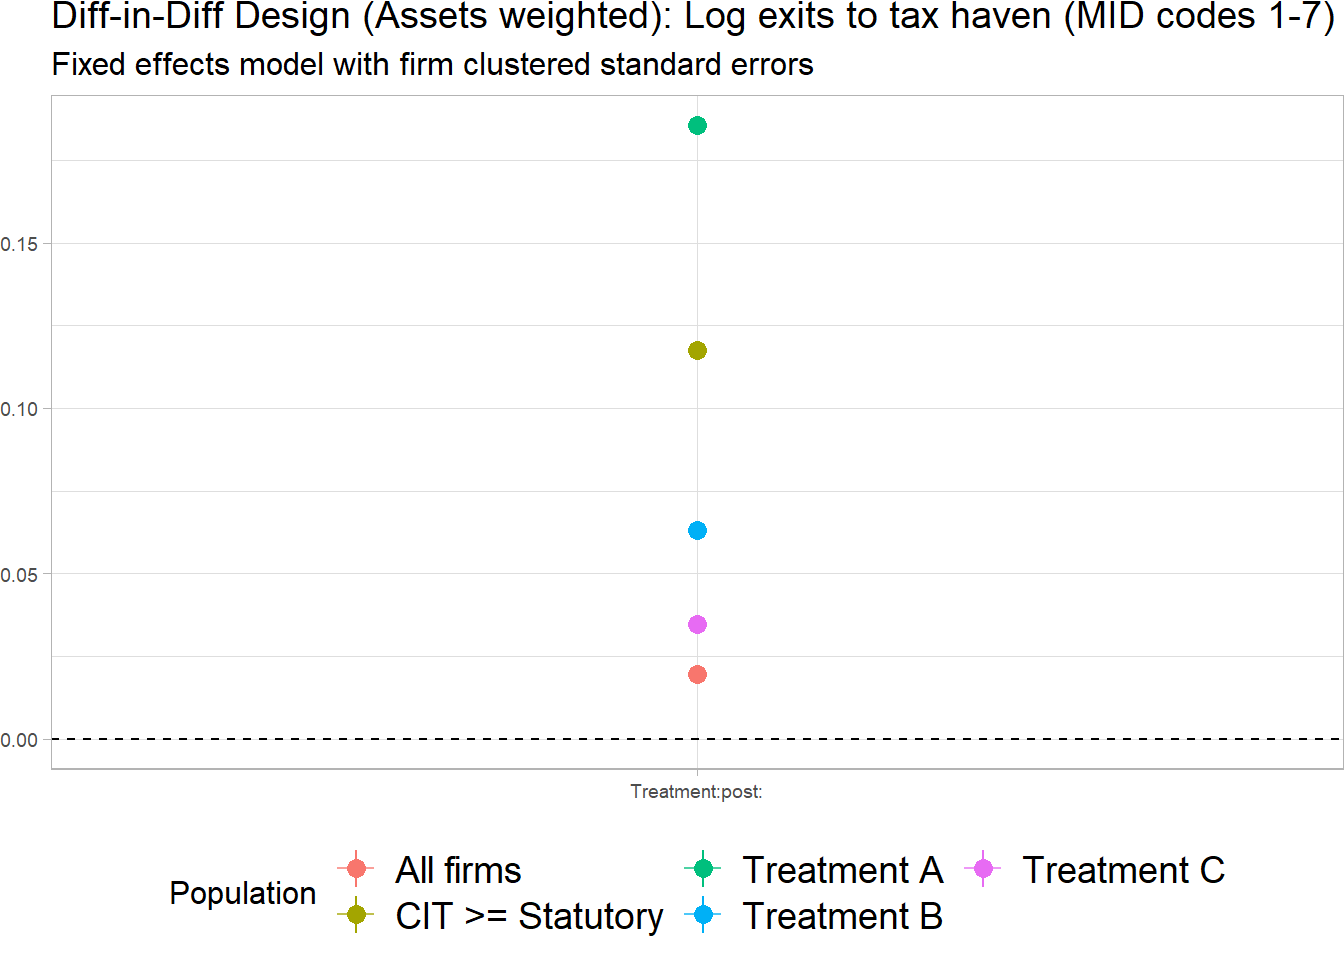 Diff-in-Diff Design (Assets weighted): Log exits to tax haven (MID codes 1-7)
Fixed effects model with firm clustered standard errors
0.15
0.10
0.05
0.00
Treatment:post:
Population
All firms
Treatment A
Treatment C
CIT >= Statutory
Treatment B